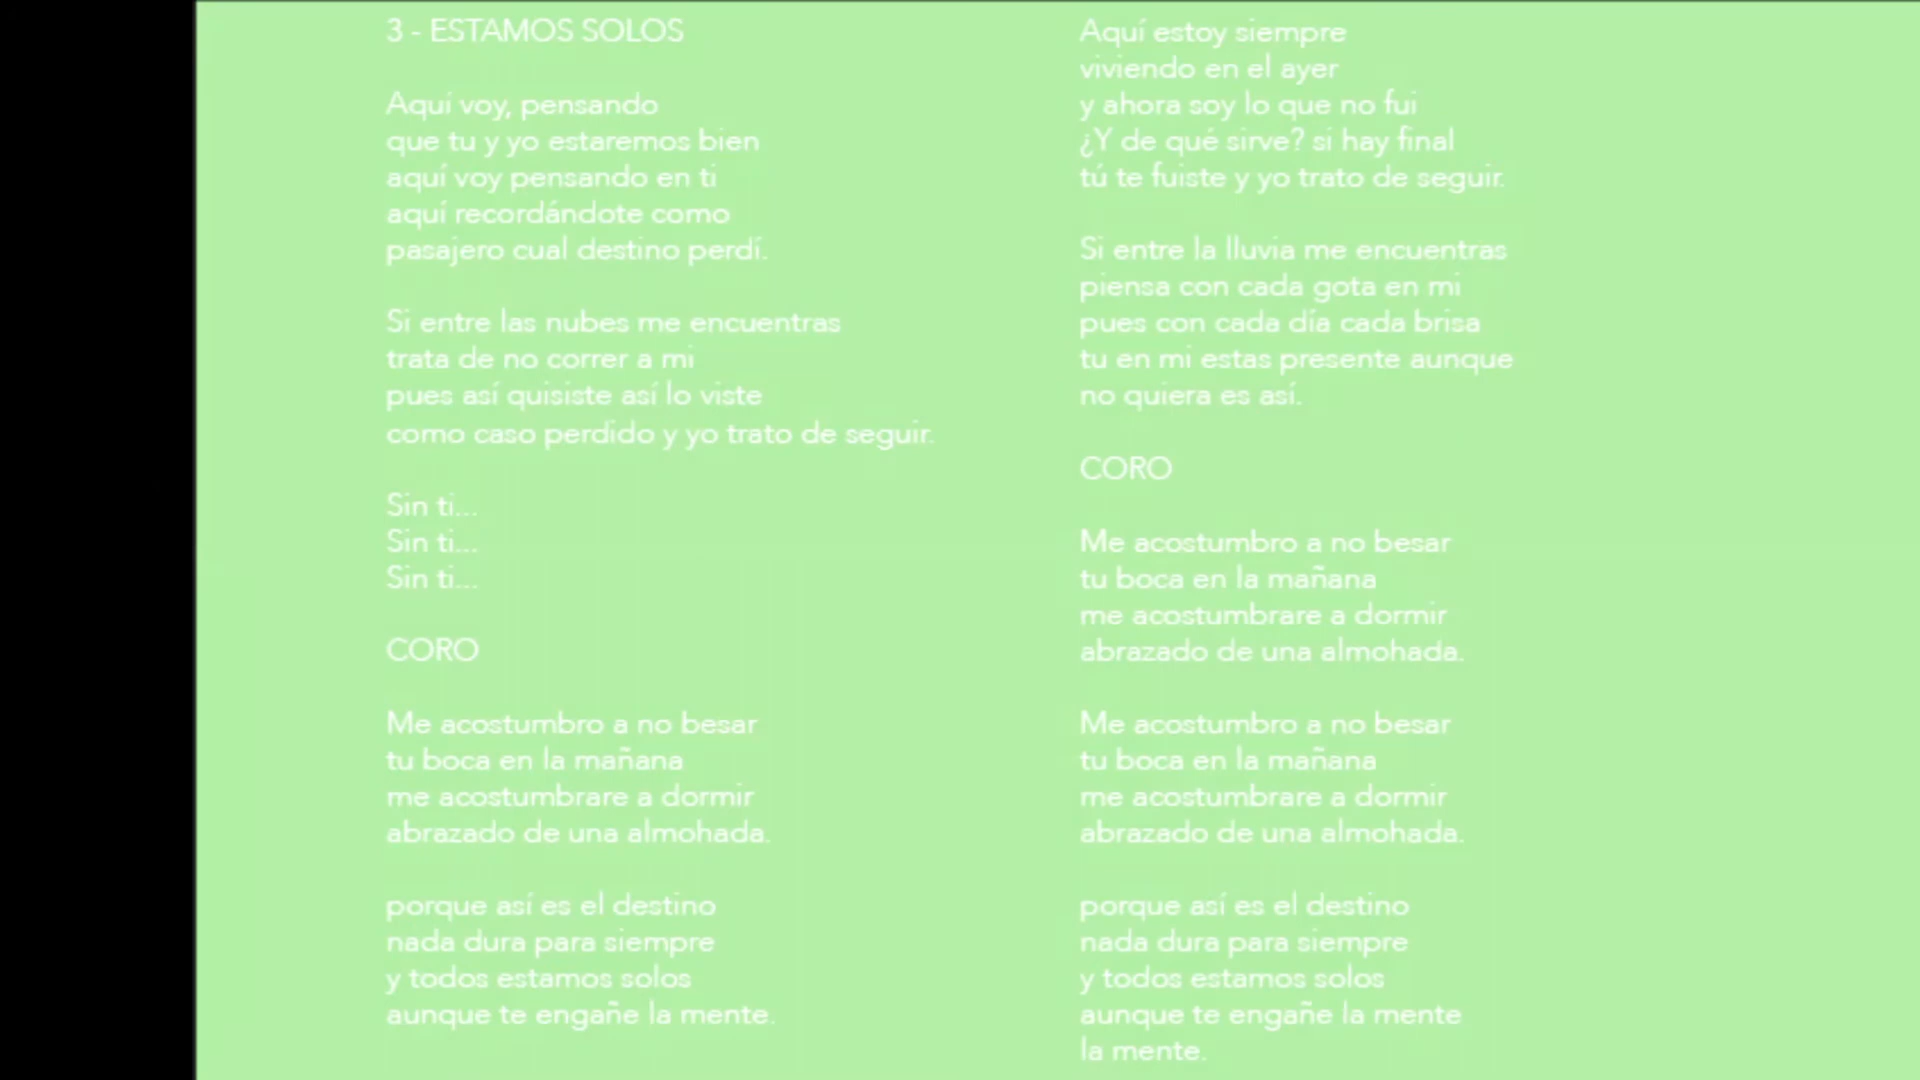 3 - ESTAMOS SOLOS
Aquí voy, pensando
que tu y yo estaremos bien
aquí voy pensando en ti
aquí recordándote como
pasajero cual destino perdí.
Si entre las nubes me encuentras
trata de no correr a mi
pues así quisiste así lo viste
como caso perdido y yo trato de seguir.
Sin ti...
Sin ti...
Sin ti...
CORO
Me acostumbro a no besar
tu boca en la mañana
me acostumbrare a dormir
abrazado de una almohada.
porque así es el destino
nada dura para siempre
y todos estamos solos
aunque te engañe la mente.
Aquí estoy siempre
viviendo en el ayer
y ahora soy lo que no fui
¿Y de qué sirve? si hay final
tú te fuiste y yo trato de seguir.
Si entre la lluvia me encuentras
piensa con cada gota en mi
pues con cada día cada brisa
tu en mi estas presente aunque
no quiera es así.
CORO
Me acostumbro a no besar
tu boca en la mañana
me acostumbrare a dormir
abrazado de una almohada.
Me acostumbro a no besar
tu boca en la mañana
me acostumbrare a dormir
abrazado de una almohada.
porque así es el destino
nada dura para siempre
y todos estamos solos
aunque te engañe la mente
la mente.